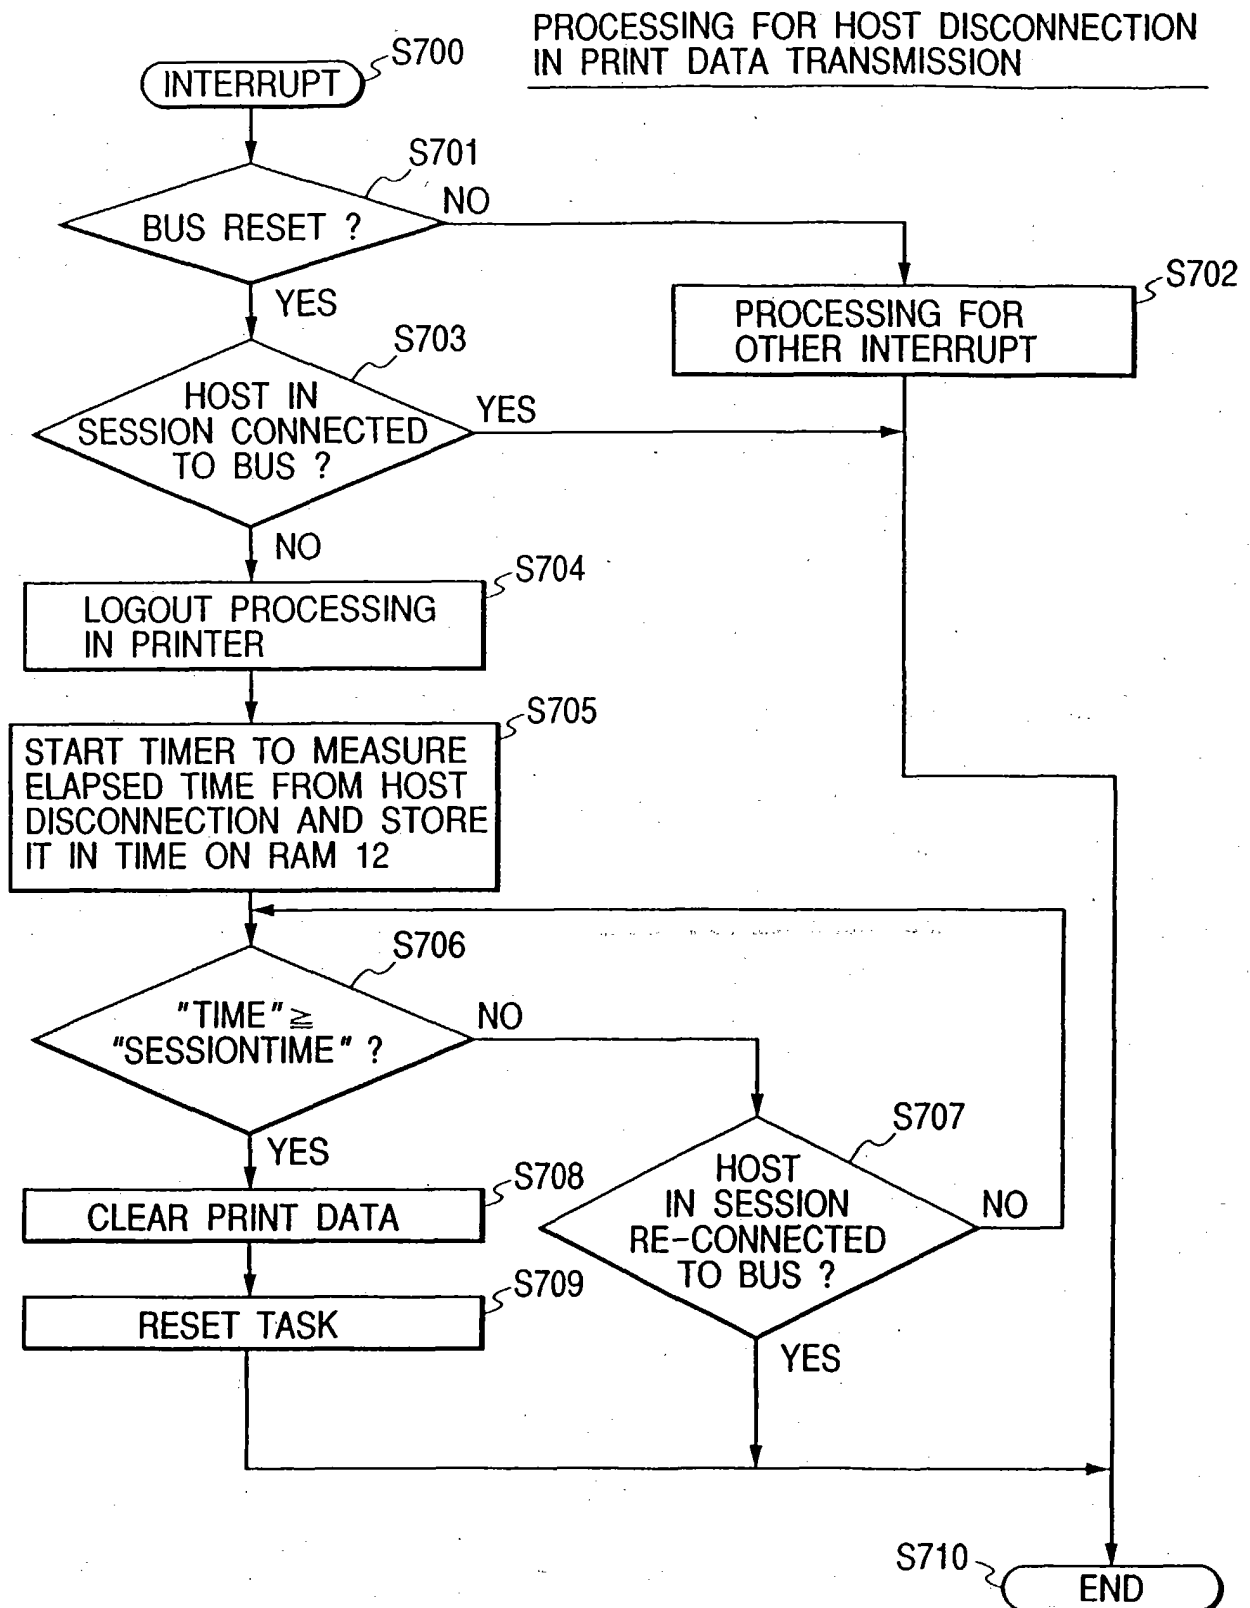 PROCESSING FOR HOST DISCONNECTION
IN PRINT DATA TRANSMISSION
S700
INTERRUPT
S701
BUS RESET ?
NO
YES
S702
PROCESSING FOR
OTHER INTERRUPT
S703
HOST IN
SESSION CONNECTED
TO BUS ?
YES
NO
S704
LOGOUT PROCESSING
IN PRINTER
S705
START TIMER TO MEASURE
ELAPSED TIME FROM HOST
DISCONNECTION AND STORE
IT IN TIME ON RAM 12
S706
"TIME" ≧
"SESSIONTIME" ?
NO
YES
S707
HOST
IN SESSION
RE-CONNECTED
TO BUS ?
NO
YES
S708
CLEAR PRINT DATA
S709
RESET TASK
S710
END